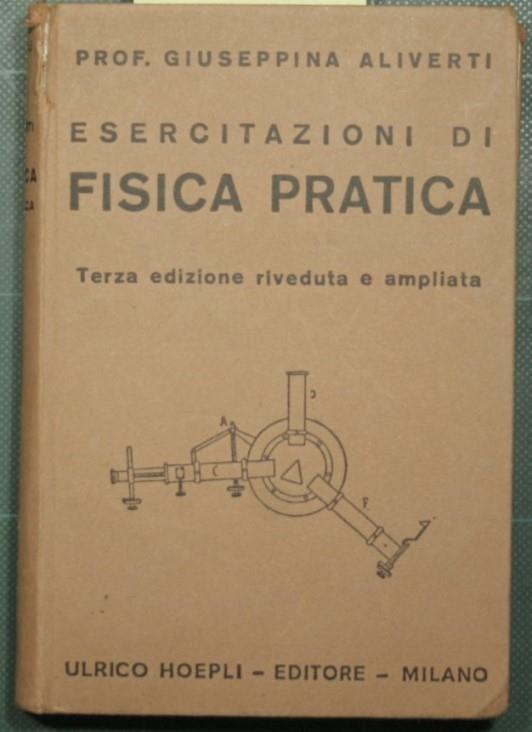 PROF. GIUSEPPINA ALIVERTI
ESERCITAZIONI DI
FISICA PRATICA
Terza edizione riveduta e ampliata
A
C
F
ULRICO HOEPLI - EDITORE - MILANO